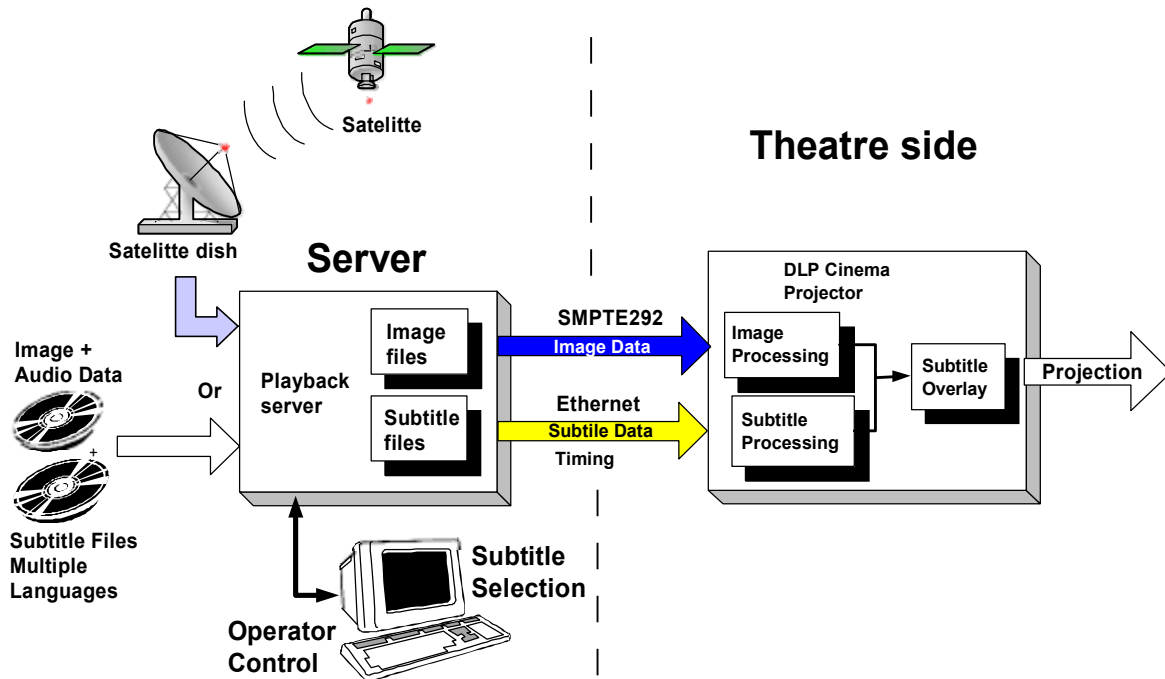 Satelitte
Theatre side
Satelitte dish
Server
DLP Cinema
Projector
SMPTE292
Image Data
Image
files
Image
Processing
Image +
Audio Data
Or
Playback
server
Subtitle
Overlay
Projection
Ethernet
Subtile Data
Timing
Subtitle
files
Subtitle
Processing
+
Subtitle Files
Multiple
Languages
Subtitle
Selection
Operator
Control